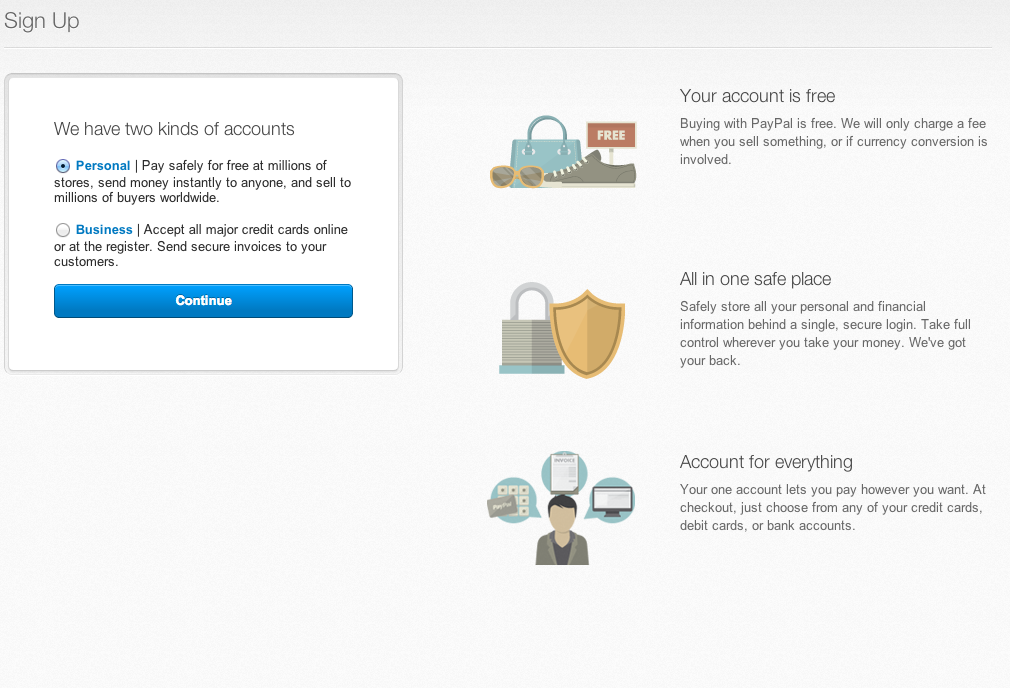 Sign Up
We have two kinds of accounts
Personal | Pay safely for free at millions of
stores, send money instantly to anyone, and sell to
millions of buyers worldwide.
Business | Accept all major credit cards online
or at the register. Send secure invoices to your
customers.
Continue
FREE
Your account is free
Buying with PayPal is free. We will only charge a fee
when you sell something, or if currency conversion is
involved.
All in one safe place
Safely store all your personal and financial
information behind a single, secure login. Take full
control wherever you take your money. We've got
your back.
INVOICE
PayPal
Account for everything
Your one account lets you pay however you want. At
checkout, just choose from any of your credit cards,
debit cards, or bank accounts.